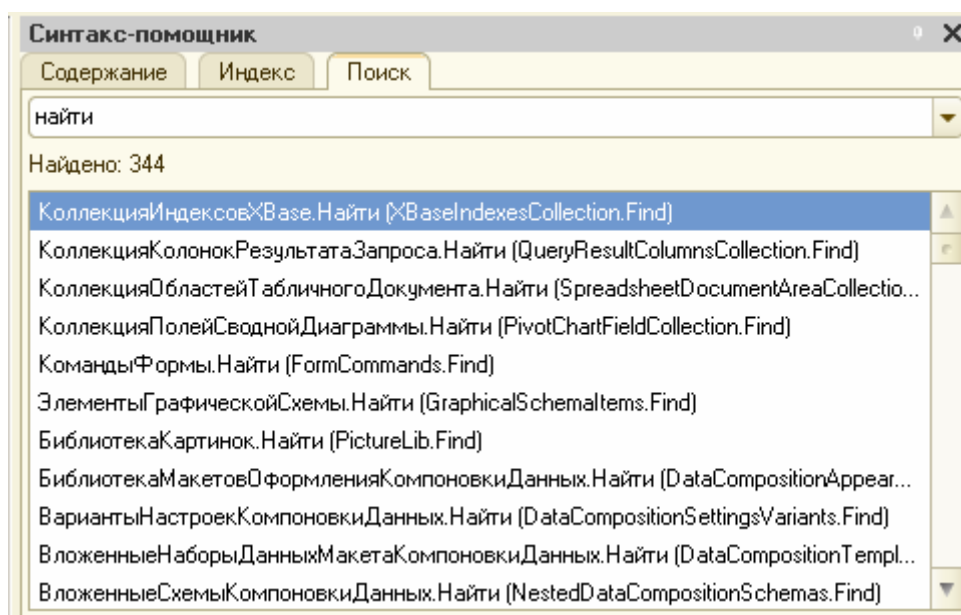 Синтакс-помощник
Содержание Индекс Поиск
найти
Найдено: 344
КоллекцияИндексовXBase.Найти (XBaseIndexesCollection.Find)
КоллекцияКолонокРезультатаЗапроса.Найти (QueryResultColumnsCollection.Find)
КоллекцияОбластейТабличногоДокумента.Найти (SpreadsheetDocumentAreaCollectio...
КоллекцияПолейСводнойДиаграммы.Найти (PivotChartFieldCollection.Find)
КомандыФормы.Найти (FormCommands.Find)
ЭлементыГрафическойСхемы.Найти (GraphicalSchemaItems.Find)
БиблиотекаКартинок.Найти (PictureLib.Find)
БиблиотекаМакетовОформленияКомпоновкиДанных.Найти (DataCompositionAppear...
ВариантыНастроекКомпоновкиДанных.Найти (DataCompositionSettingsVariants.Find)
ВложенныеНаборыДанныхМакетаКомпоновкиДанных.Найти (DataCompositionTempl...
ВложенныеСхемыКомпоновкиДанных.Найти (NestedDataCompositionSchemas.Find)